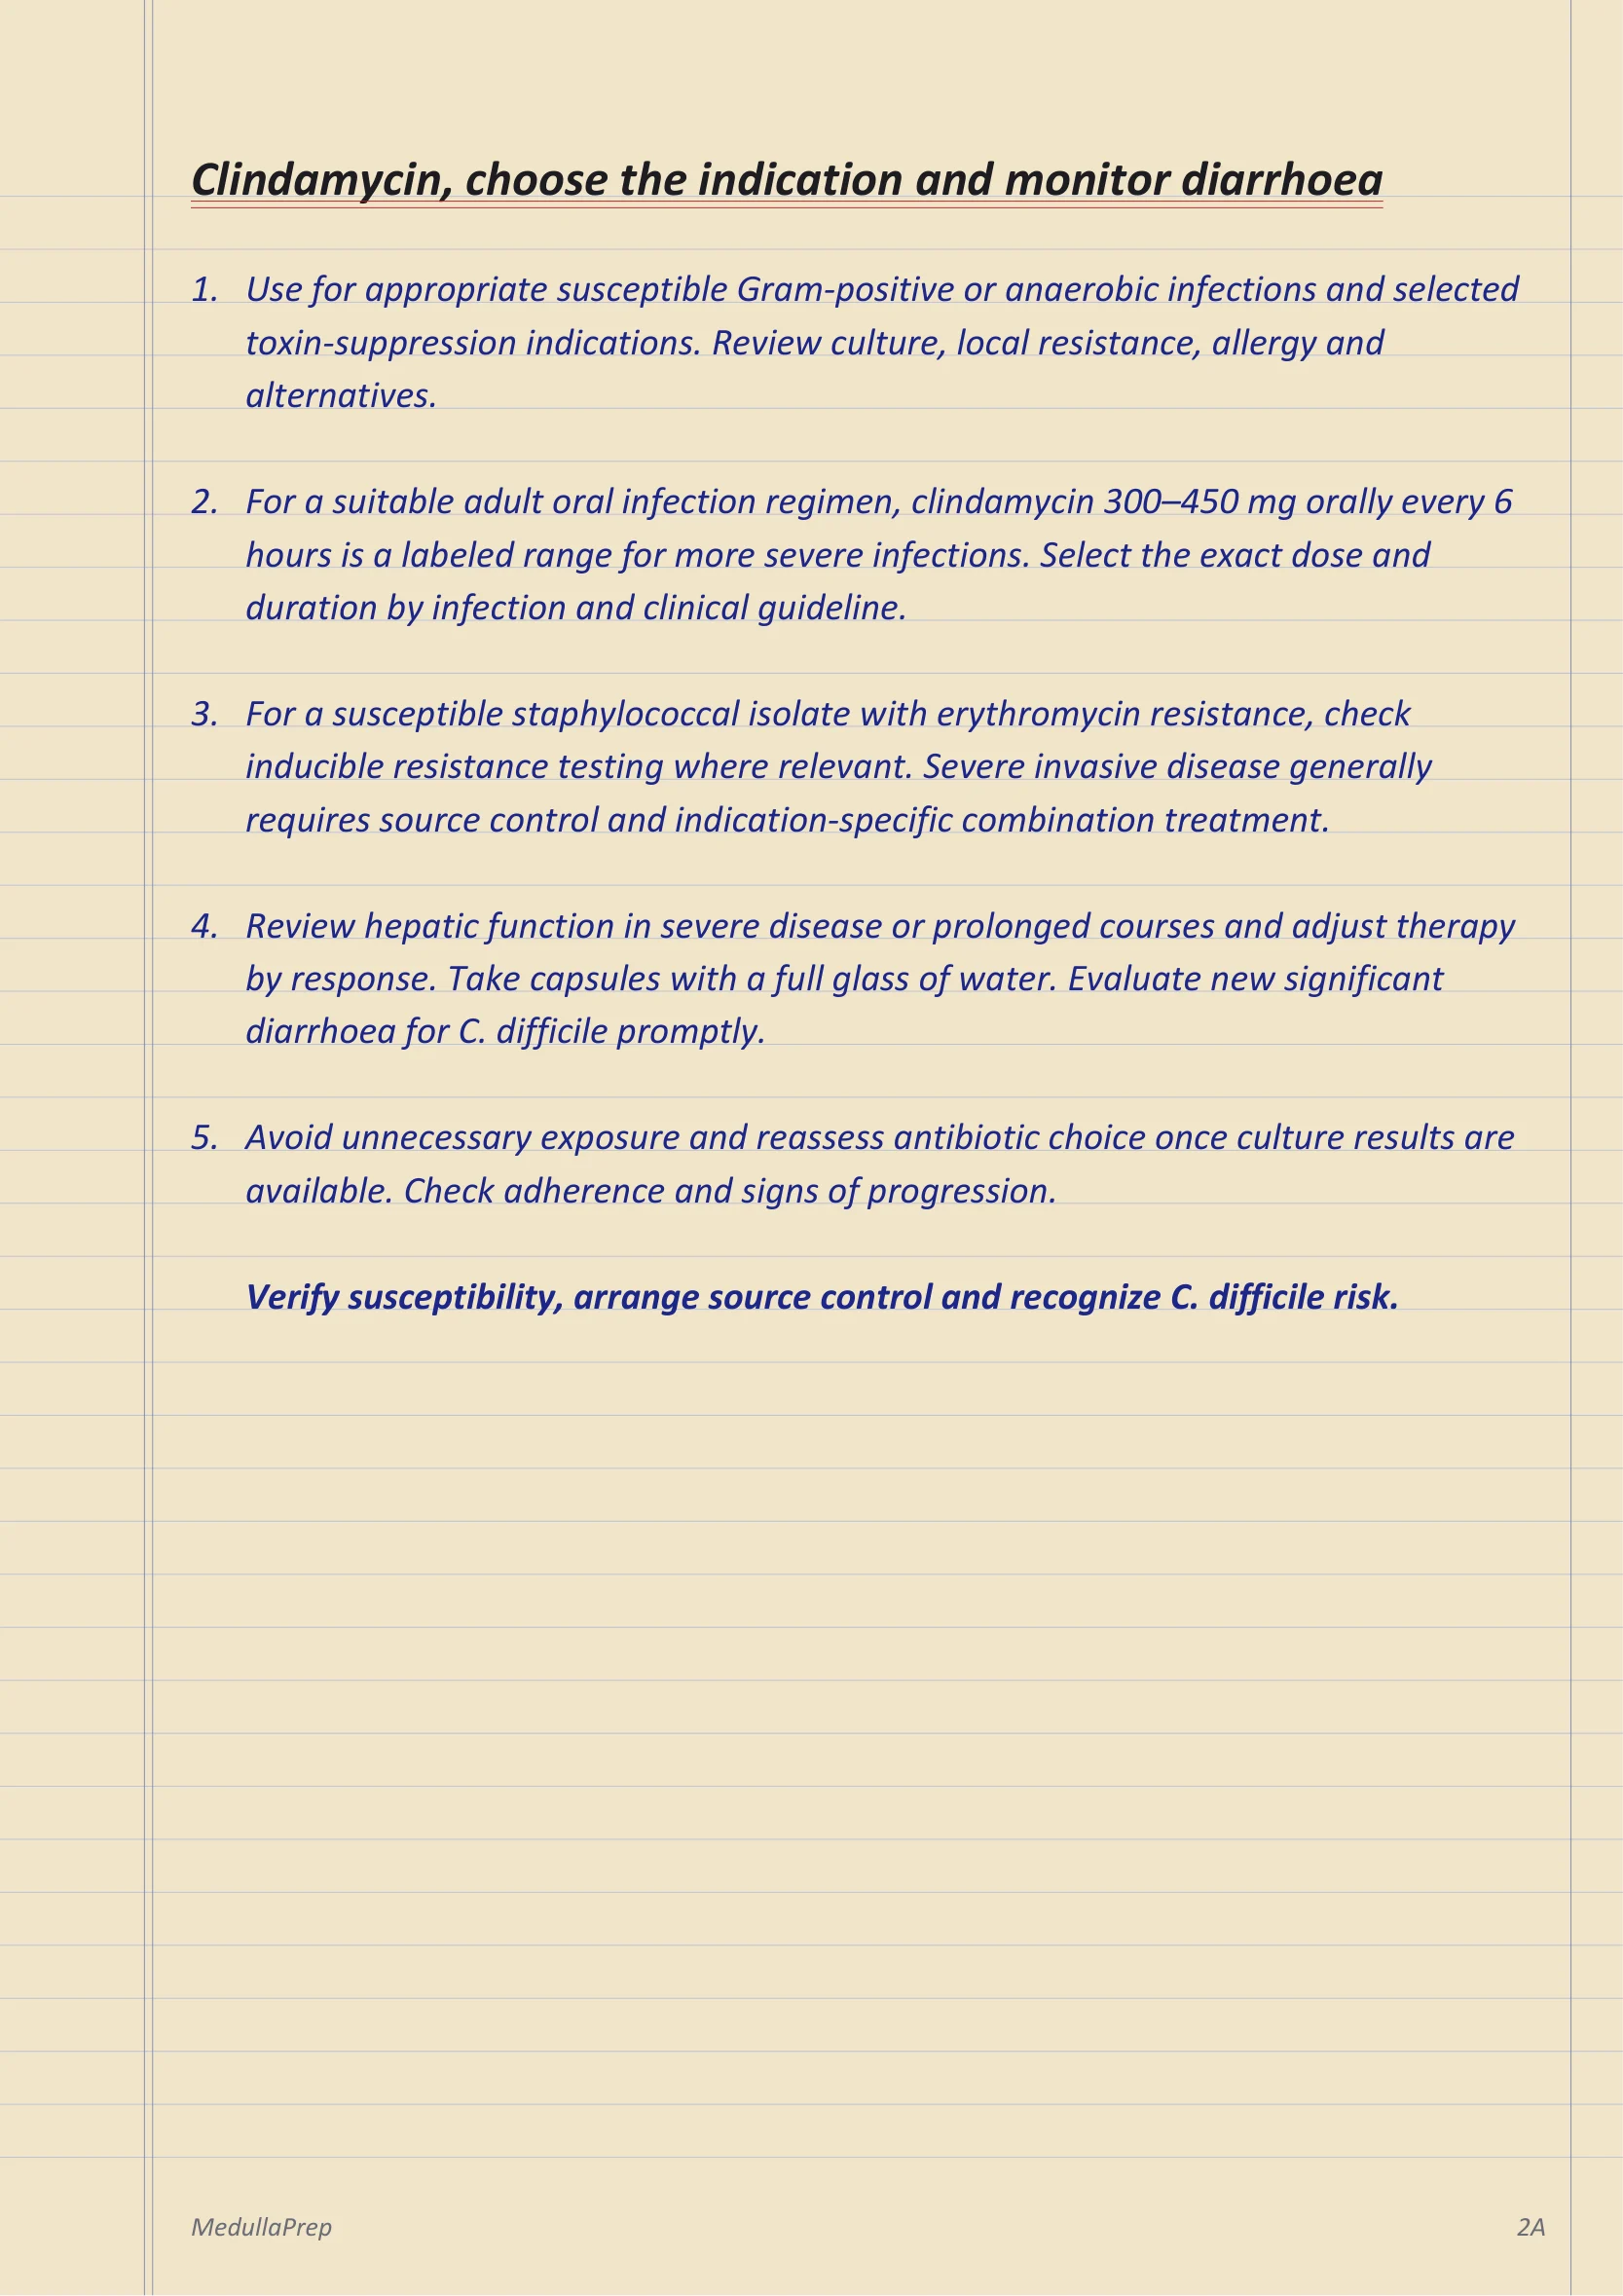 Clindamycin, choose the indication and monitor diarrhoea
1. Use for appropriate susceptible Gram-positive or anaerobic infections and selected
toxin-suppression indications. Review culture, local resistance, allergy and
alternatives.
2. For a suitable adult oral infection regimen, clindamycin 300–450 mg orally every 6
hours is a labeled range for more severe infections. Select the exact dose and
duration by infection and clinical guideline.
3. For a susceptible staphylococcal isolate with erythromycin resistance, check
inducible resistance testing where relevant. Severe invasive disease generally
requires source control and indication-specific combination treatment.
4. Review hepatic function in severe disease or prolonged courses and adjust therapy
by response. Take capsules with a full glass of water. Evaluate new significant
diarrhoea for C. difficile promptly.
5. Avoid unnecessary exposure and reassess antibiotic choice once culture results are
available. Check adherence and signs of progression.
Verify susceptibility, arrange source control and recognize C. difficile risk.
MedullaPrep
2A